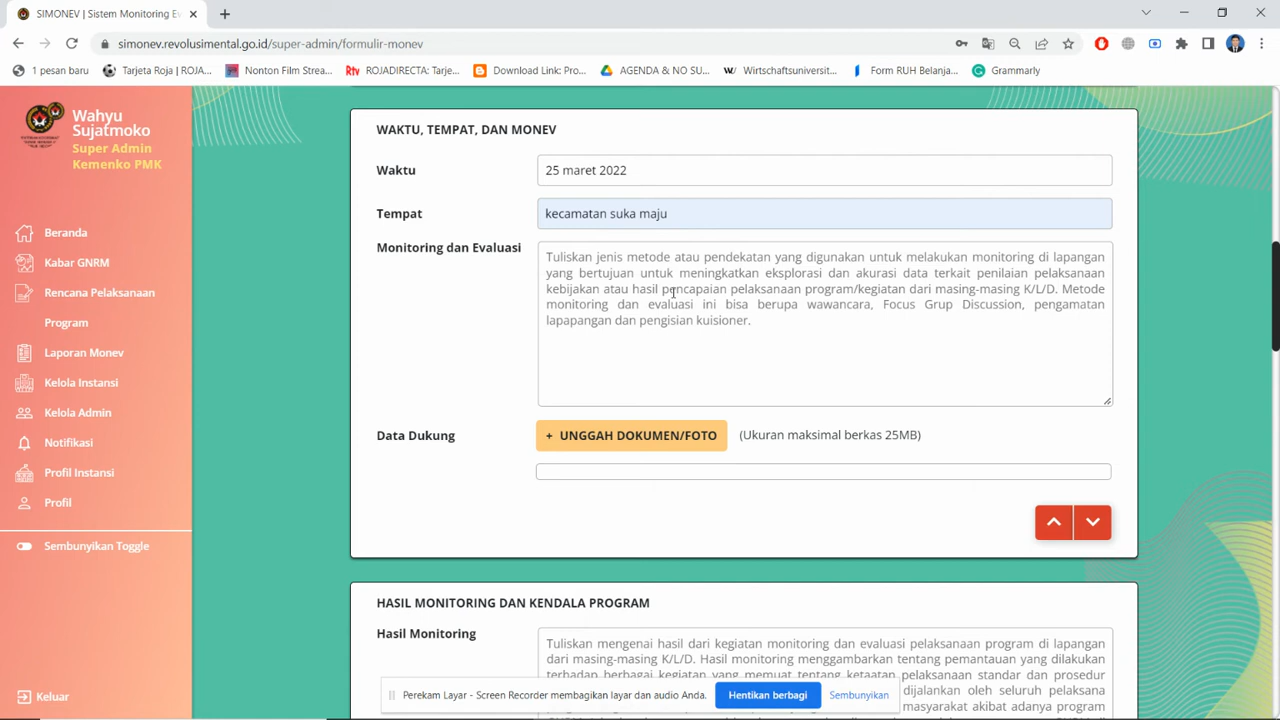 SIMONEV | Sistem Monitoring Ev
simonev.revolusimental.go.id/super-admin/formulir-monev
1 pesan baru
Tarjeta Roja | ROJA...
Nonton Film Strea...
ROJADIRECTA: Tarje...
Download Link: Pro...
AGENDA & NO SU...
Wirtschaftsuniversit...
Form RUH Belanja...
Grammarly
Wahyu
Sujatmoko
Super Admin
Kemenko PMK
Beranda
Kabar GNRM
Rencana Pelaksanaan
Program
Laporan Monev
Kelola Instansi
Kelola Admin
Notifikasi
Profil Instansi
Profil
Sembunyikan Toggle
Keluar
WAKTU, TEMPAT, DAN MONEV
Waktu
25 maret 2022
Tempat
kecamatan suka maju
Monitoring dan Evaluasi
Tuliskan jenis metode atau pendekatan yang digunakan untuk melakukan monitoring di lapangan
yang bertujuan untuk meningkatkan eksplorasi dan akurasi data terkait penilaian pelaksanaan
kebijakan atau hasil pencapaian pelaksanaan program/kegiatan dari masing-masing K/L/D. Metode
monitoring dan evaluasi ini bisa berupa wawancara, Focus Grup Discussion, pengamatan
lapapangan dan pengisian kuisioner.
Data Dukung
+ UNGGAH DOKUMEN/FOTO
(Ukuran maksimal berkas 25MB)
HASIL MONITORING DAN KENDALA PROGRAM
Hasil Monitoring
Tuliskan mengenai hasil dari kegiatan monitoring dan evaluasi pelaksanaan program di lapangan
dari masing-masing K/L/D. Hasil monitoring menggambarkan tentang pemantauan yang dilakukan
terhadap berbagai kegiatan yang memuat tentang ketaatan pelaksanaan standar dan prosedur
dijalankan oleh seluruh pelaksana
masyarakat akibat adanya program
Perekam Layar - Screen Recorder membagikan layar dan audio Anda.
Hentikan berbagi
Sembunyikan